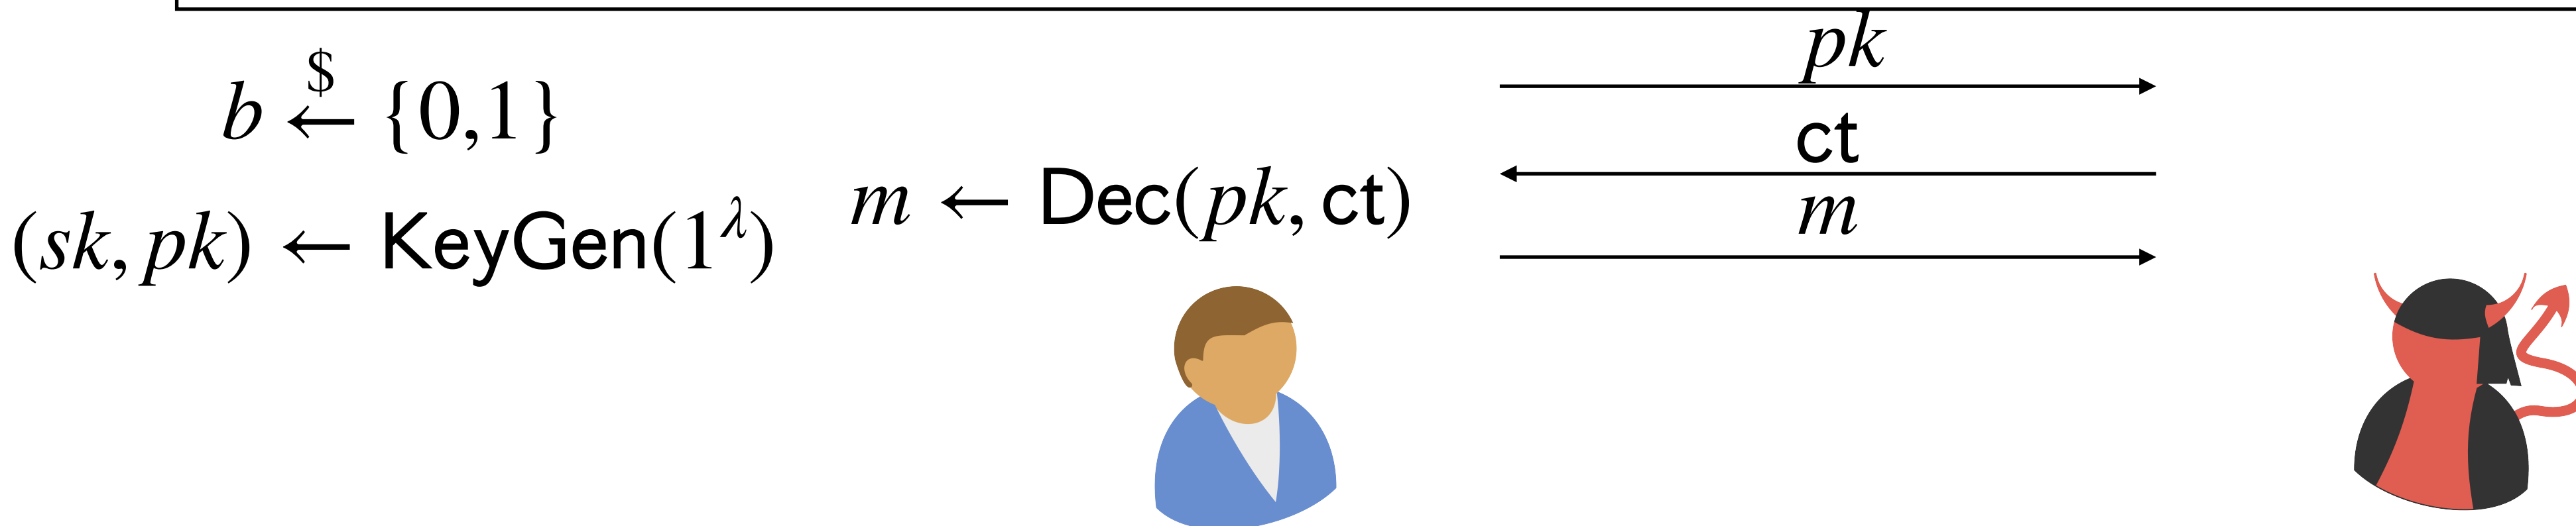 b $← {0,1}
(sk, pk) ← KeyGen(1^λ)
m ← Dec(pk, ct)
pk
ct
m